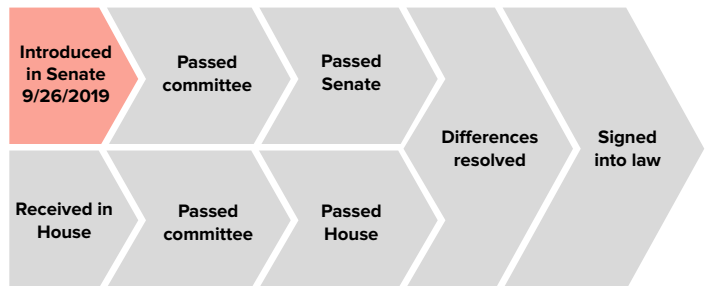 Introduced
in Senate
9/26/2019
Passed
committee
Passed
Senate
Differences
resolved
Signed
into law
Received in
House
Passed
committee
Passed
House